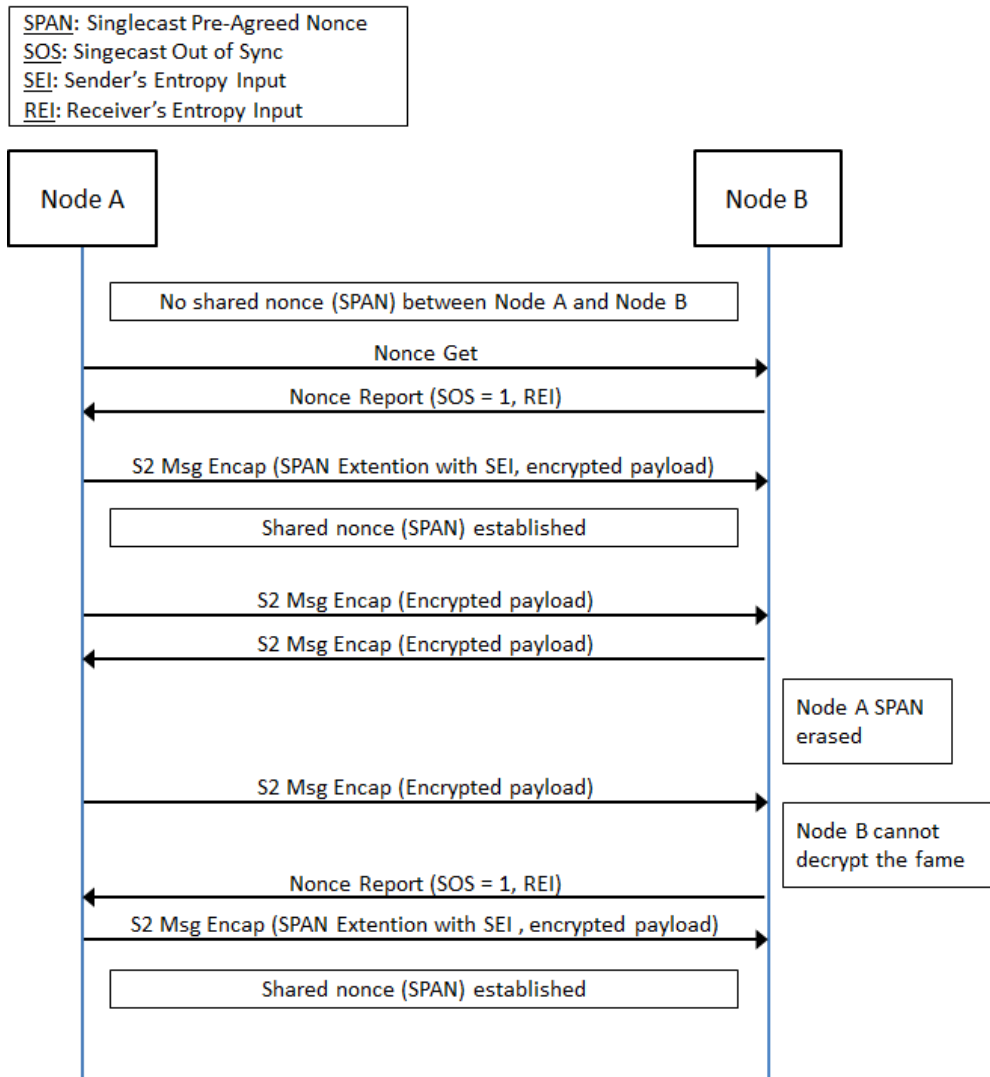 SPAN: Singlecast Pre-Agreed Nonce
SOS: Singecast Out of Sync
SEI: Sender's Entropy Input
REI: Receiver's Entropy Input
Node A
Node B
No shared nonce (SPAN) between Node A and Node B
Nonce Get
Nonce Report (SOS = 1, REI)
S2 Msg Encap (SPAN Extention with SEI, encrypted payload)
Shared nonce (SPAN) established
S2 Msg Encap (Encrypted payload)
S2 Msg Encap (Encrypted payload)
Node A SPAN
erased
S2 Msg Encap (Encrypted payload)
Node B cannot
decrypt the fame
Nonce Report (SOS = 1, REI)
S2 Msg Encap (SPAN Extention with SEI , encrypted payload)
Shared nonce (SPAN) established